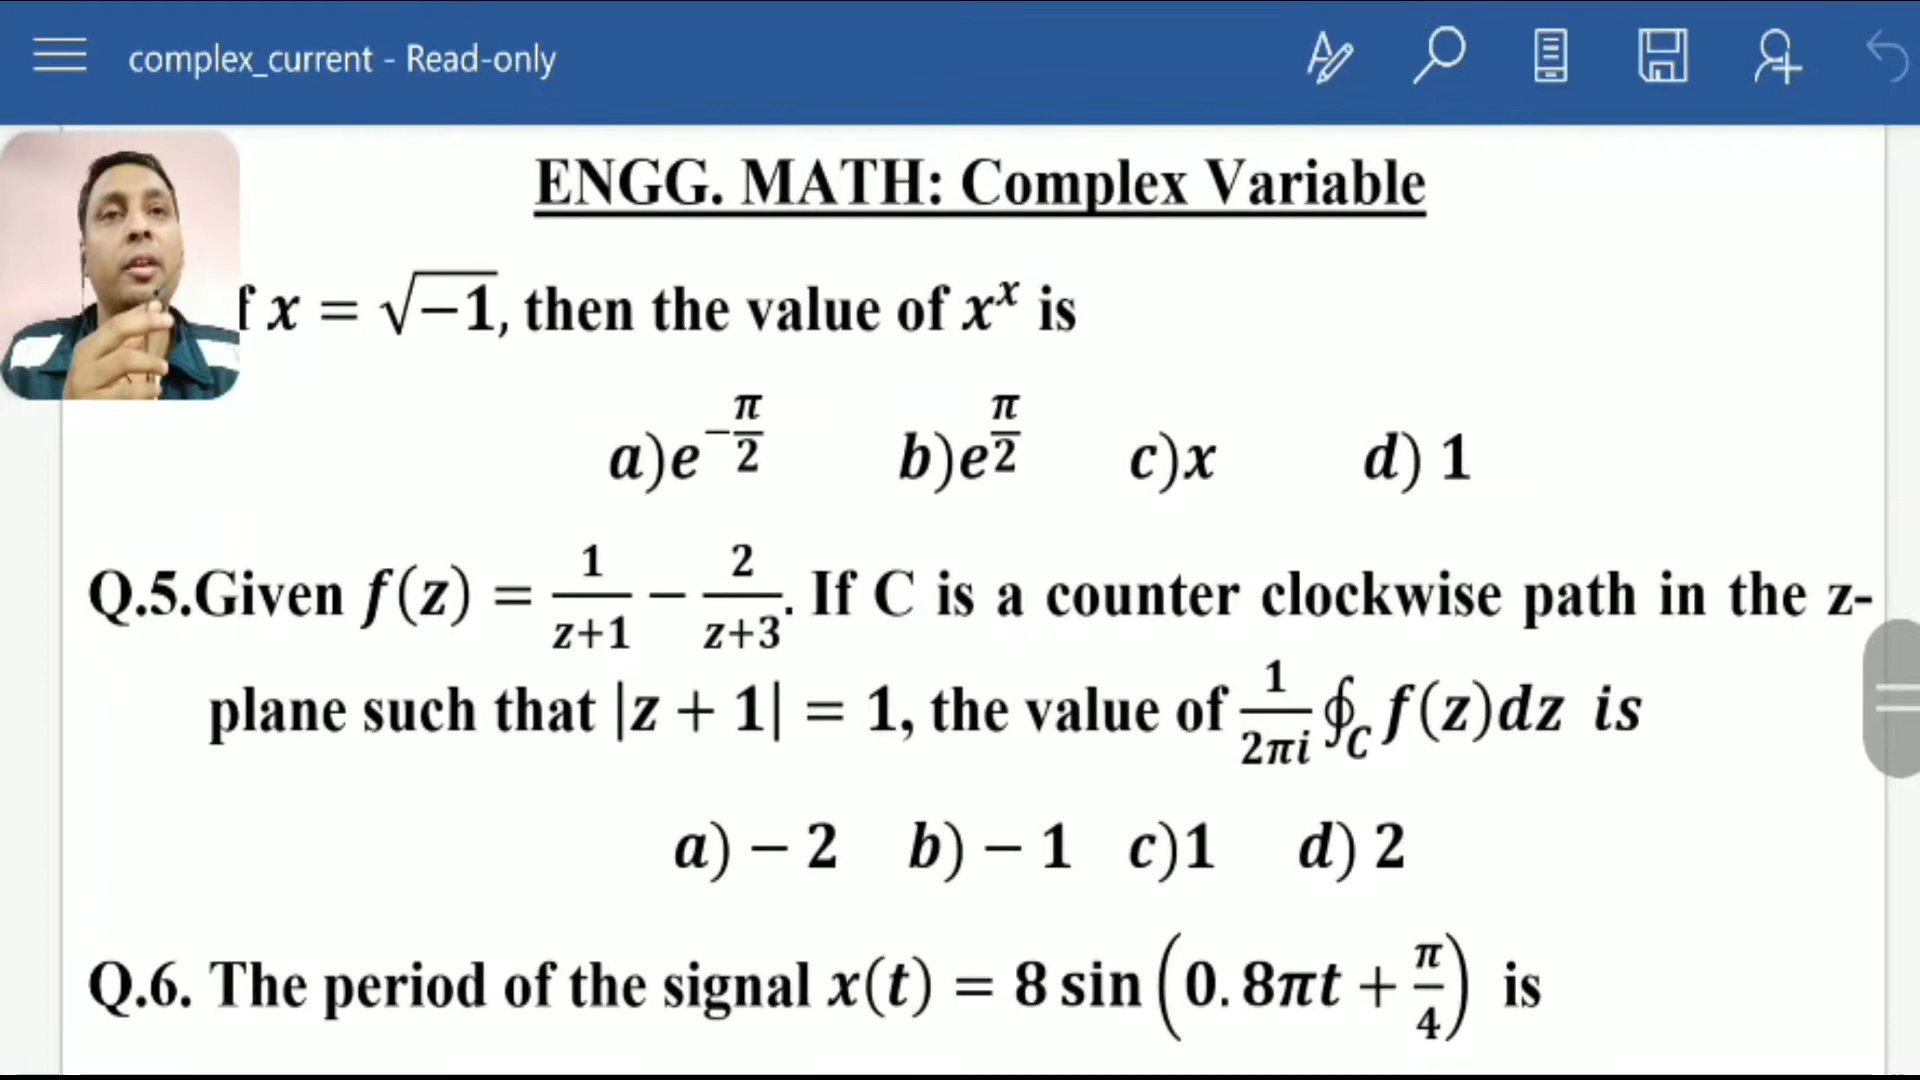 complex_current - Read-only
ENGG. MATH: Complex Variable
f x = √−1, then the value of xˣ is
a)e^(−π/2) b)e^(π/2) c)x d) 1
Q.5.Given f(z) = 1/(z+1) − 2/(z+3). If C is a counter clockwise path in the z-
plane such that |z + 1| = 1, the value of 1/(2πi) ∮_C f(z)dz is
a) − 2 b) − 1 c)1 d) 2
Q.6. The period of the signal x(t) = 8 sin (0.8πt + π/4) is